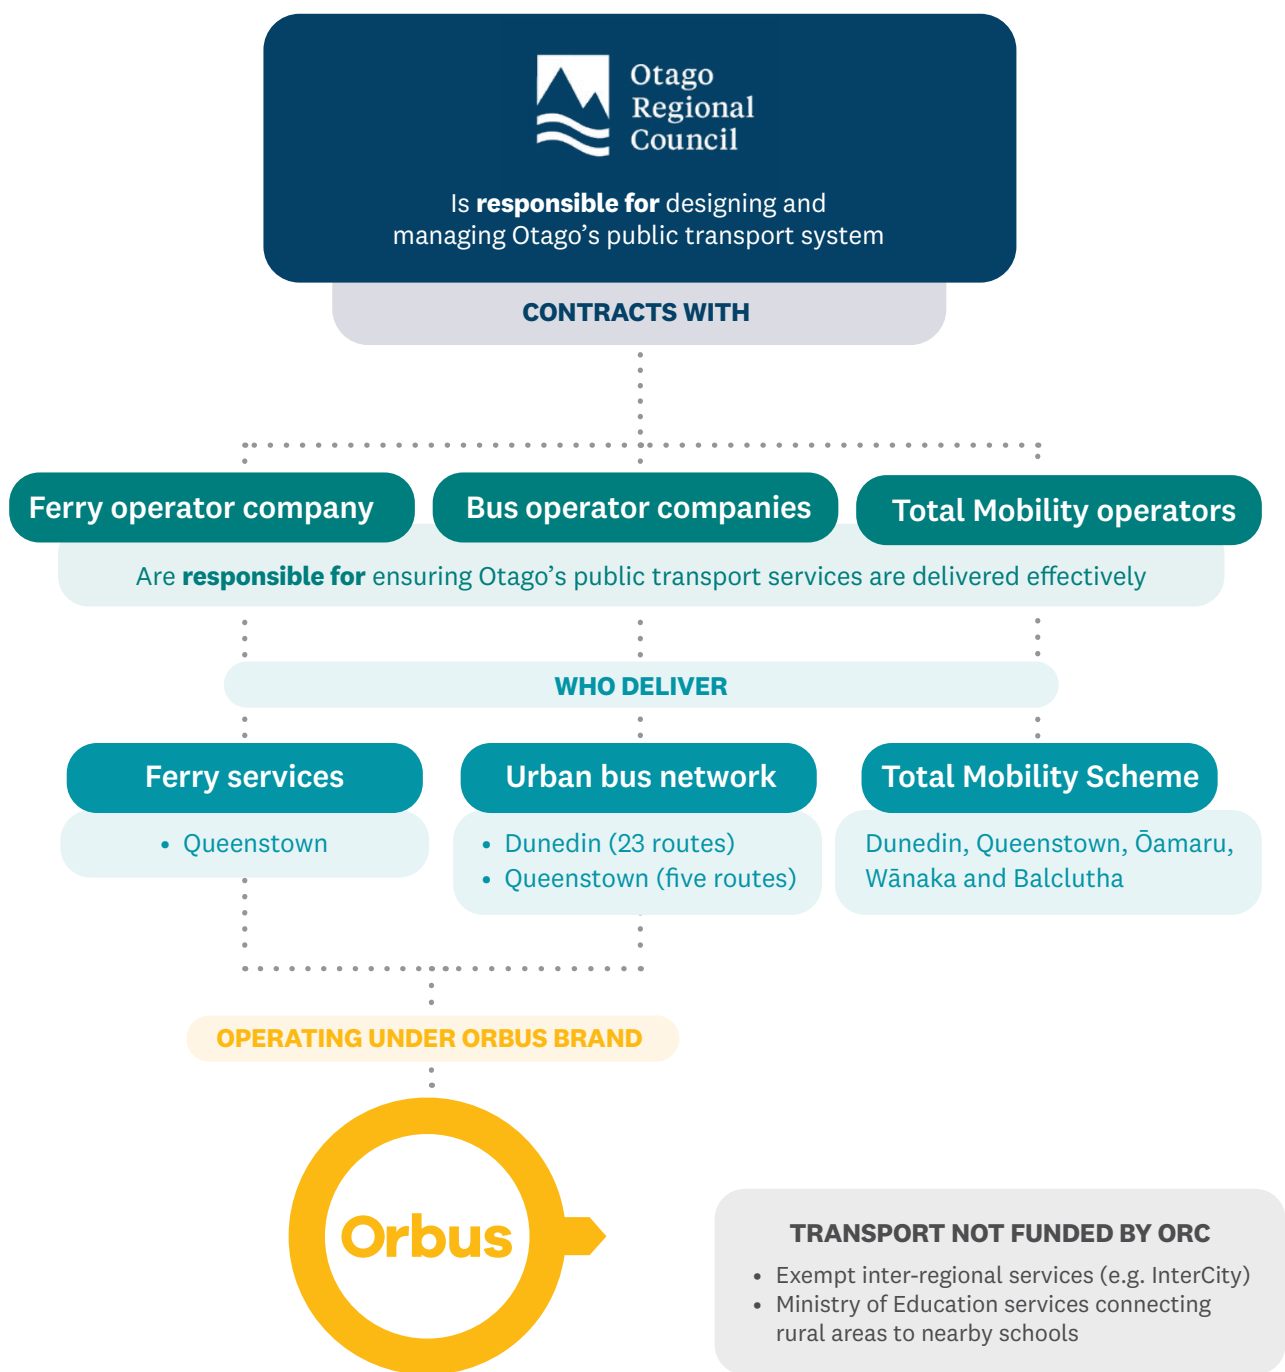 Otago
Regional
Council
Is responsible for designing and
managing Otago’s public transport system
CONTRACTS WITH
Ferry operator company
Bus operator companies
Total Mobility operators
Are responsible for ensuring Otago’s public transport services are delivered effectively
WHO DELIVER
Ferry services
• Queenstown
Urban bus network
• Dunedin (23 routes)
• Queenstown (five routes)
Total Mobility Scheme
Dunedin, Queenstown, Ōamaru,
Wānaka and Balclutha
OPERATING UNDER ORBUS BRAND
Orbus
TRANSPORT NOT FUNDED BY ORC
• Exempt inter-regional services (e.g. InterCity)
• Ministry of Education services connecting
rural areas to nearby schools